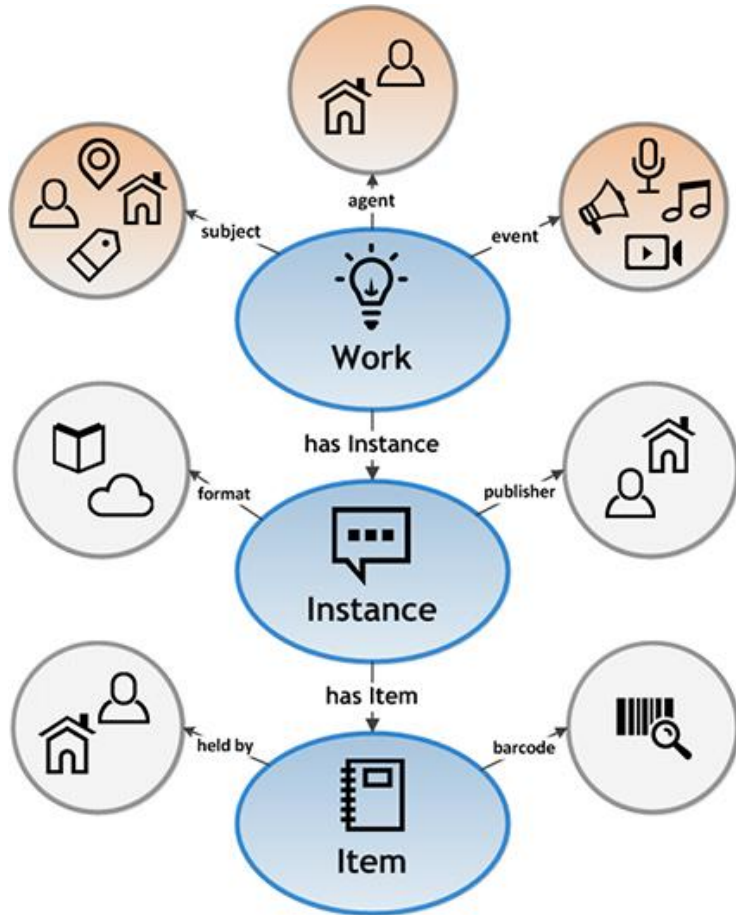 agent
subject
event
Work
has Instance
format
publisher
Instance
has Item
held by
barcode
Item